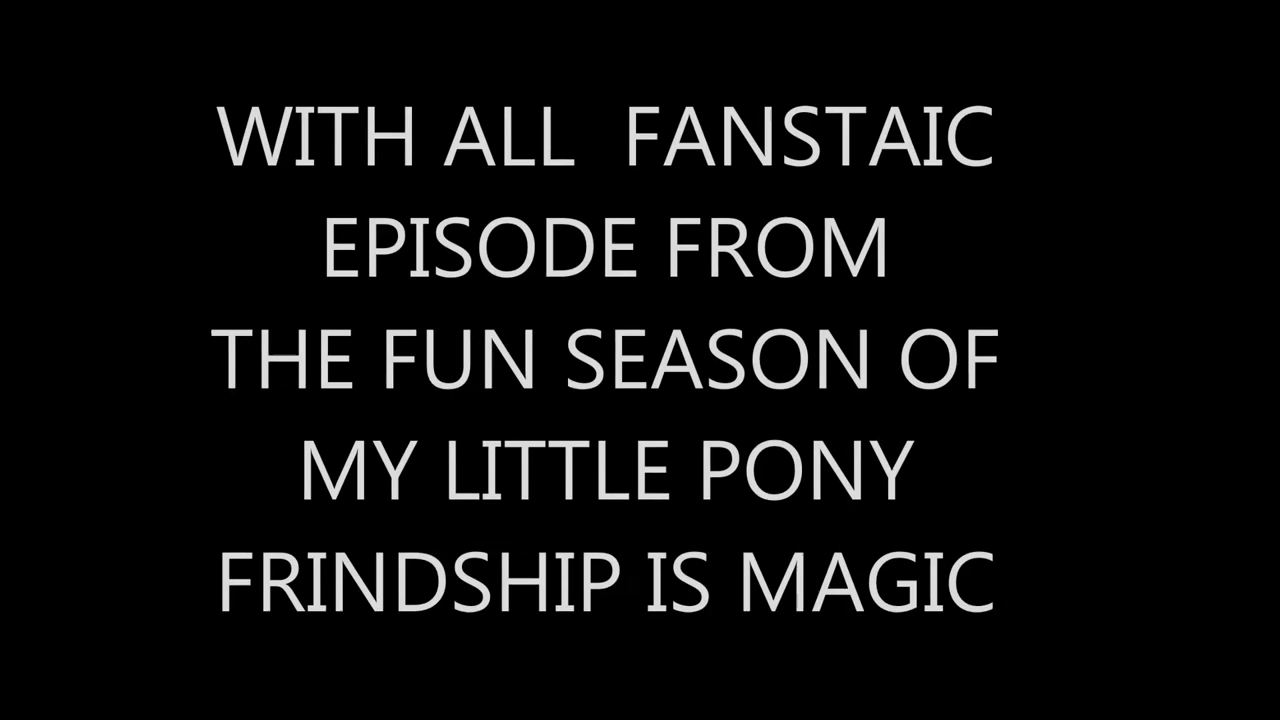 WITH ALL  FANSTAIC
EPISODE FROM
THE FUN SEASON OF
MY LITTLE PONY
FRINDSHIP IS MAGIC